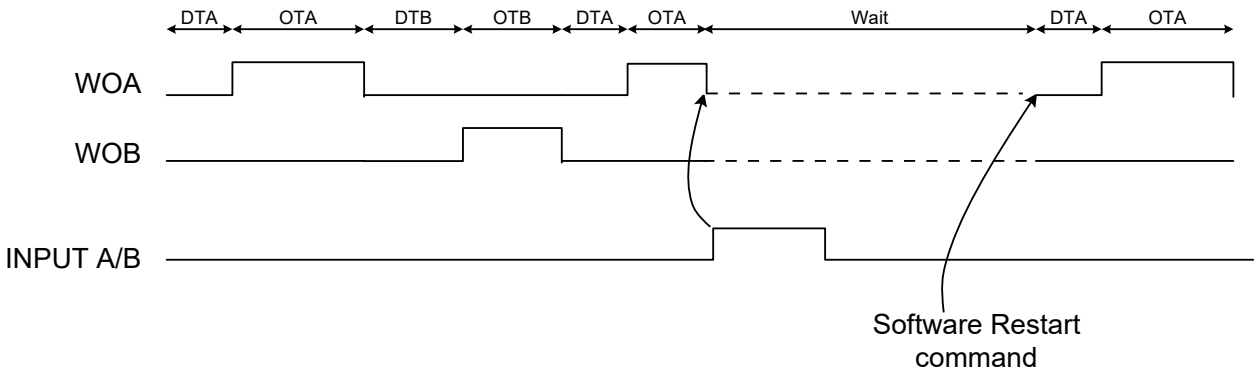 DTA OTA DTB OTB DTA OTA Wait DTA OTA
WOA
WOB
INPUT A/B
Software Restart
command